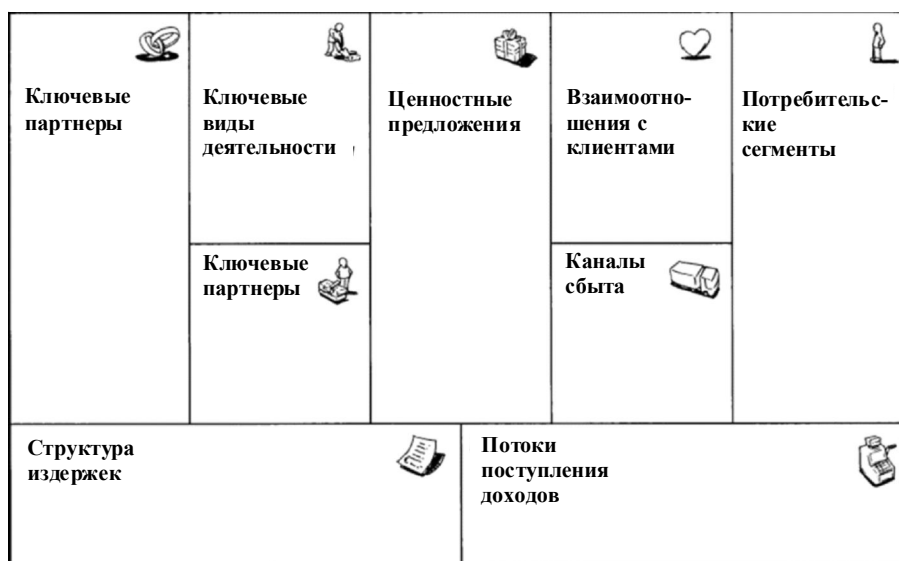 Ключевые
партнеры
Ключевые
виды
деятельности
Ценностные
предложения
Взаимоотно-
шения с
клиентами
Потребительс-
кие
сегменты
Ключевые
партнеры
Каналы
сбыта
Структура
издержек
Потоки
поступления
доходов